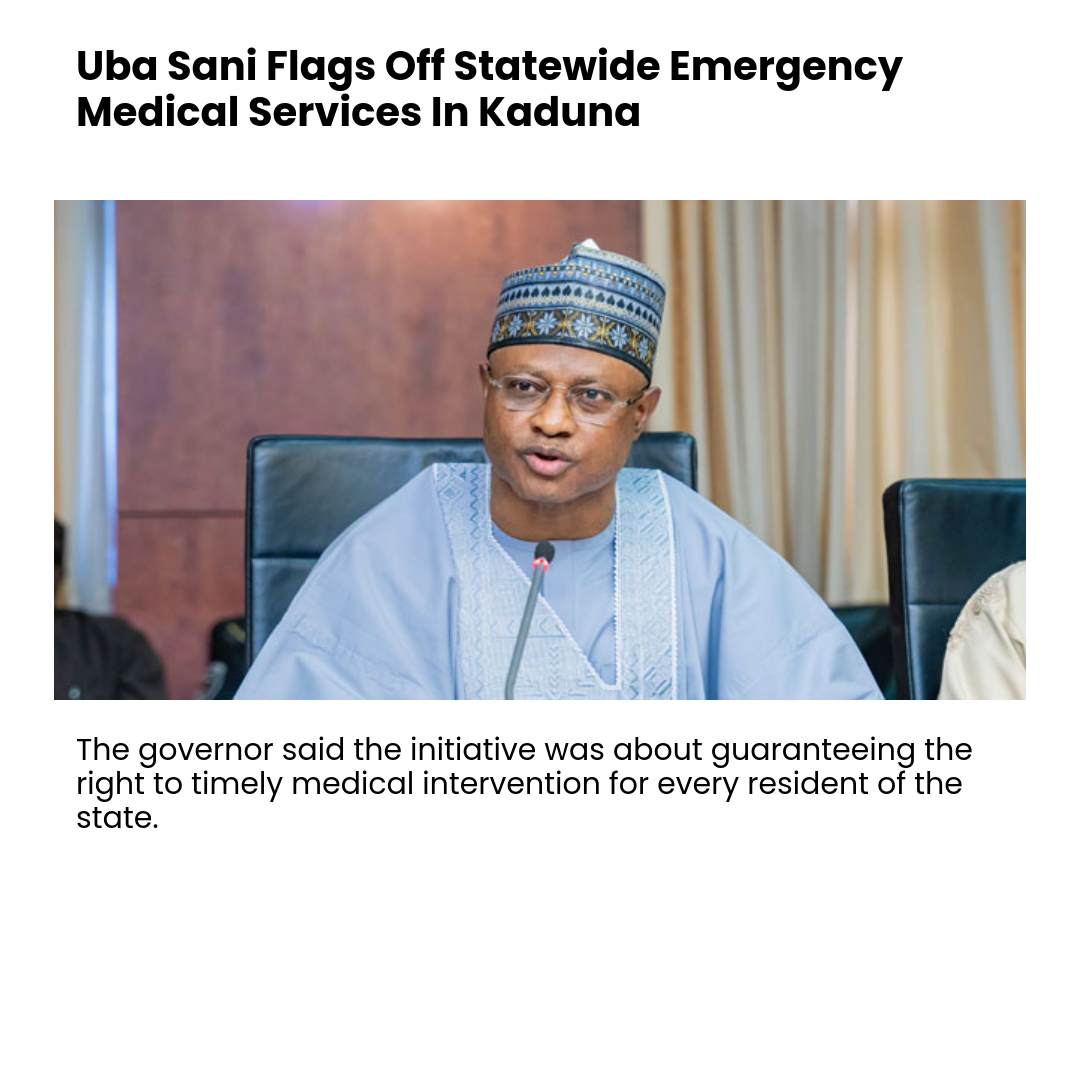 Uba Sani Flags Off Statewide Emergency
Medical Services In Kaduna
The governor said the initiative was about guaranteeing the
right to timely medical intervention for every resident of the
state.